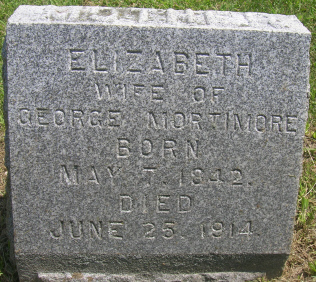 ELIZABETH
WIFE OF
GEORGE MORTIMORE
BORN
MAY 7, 1842.
DIED
JUNE 25, 1914.